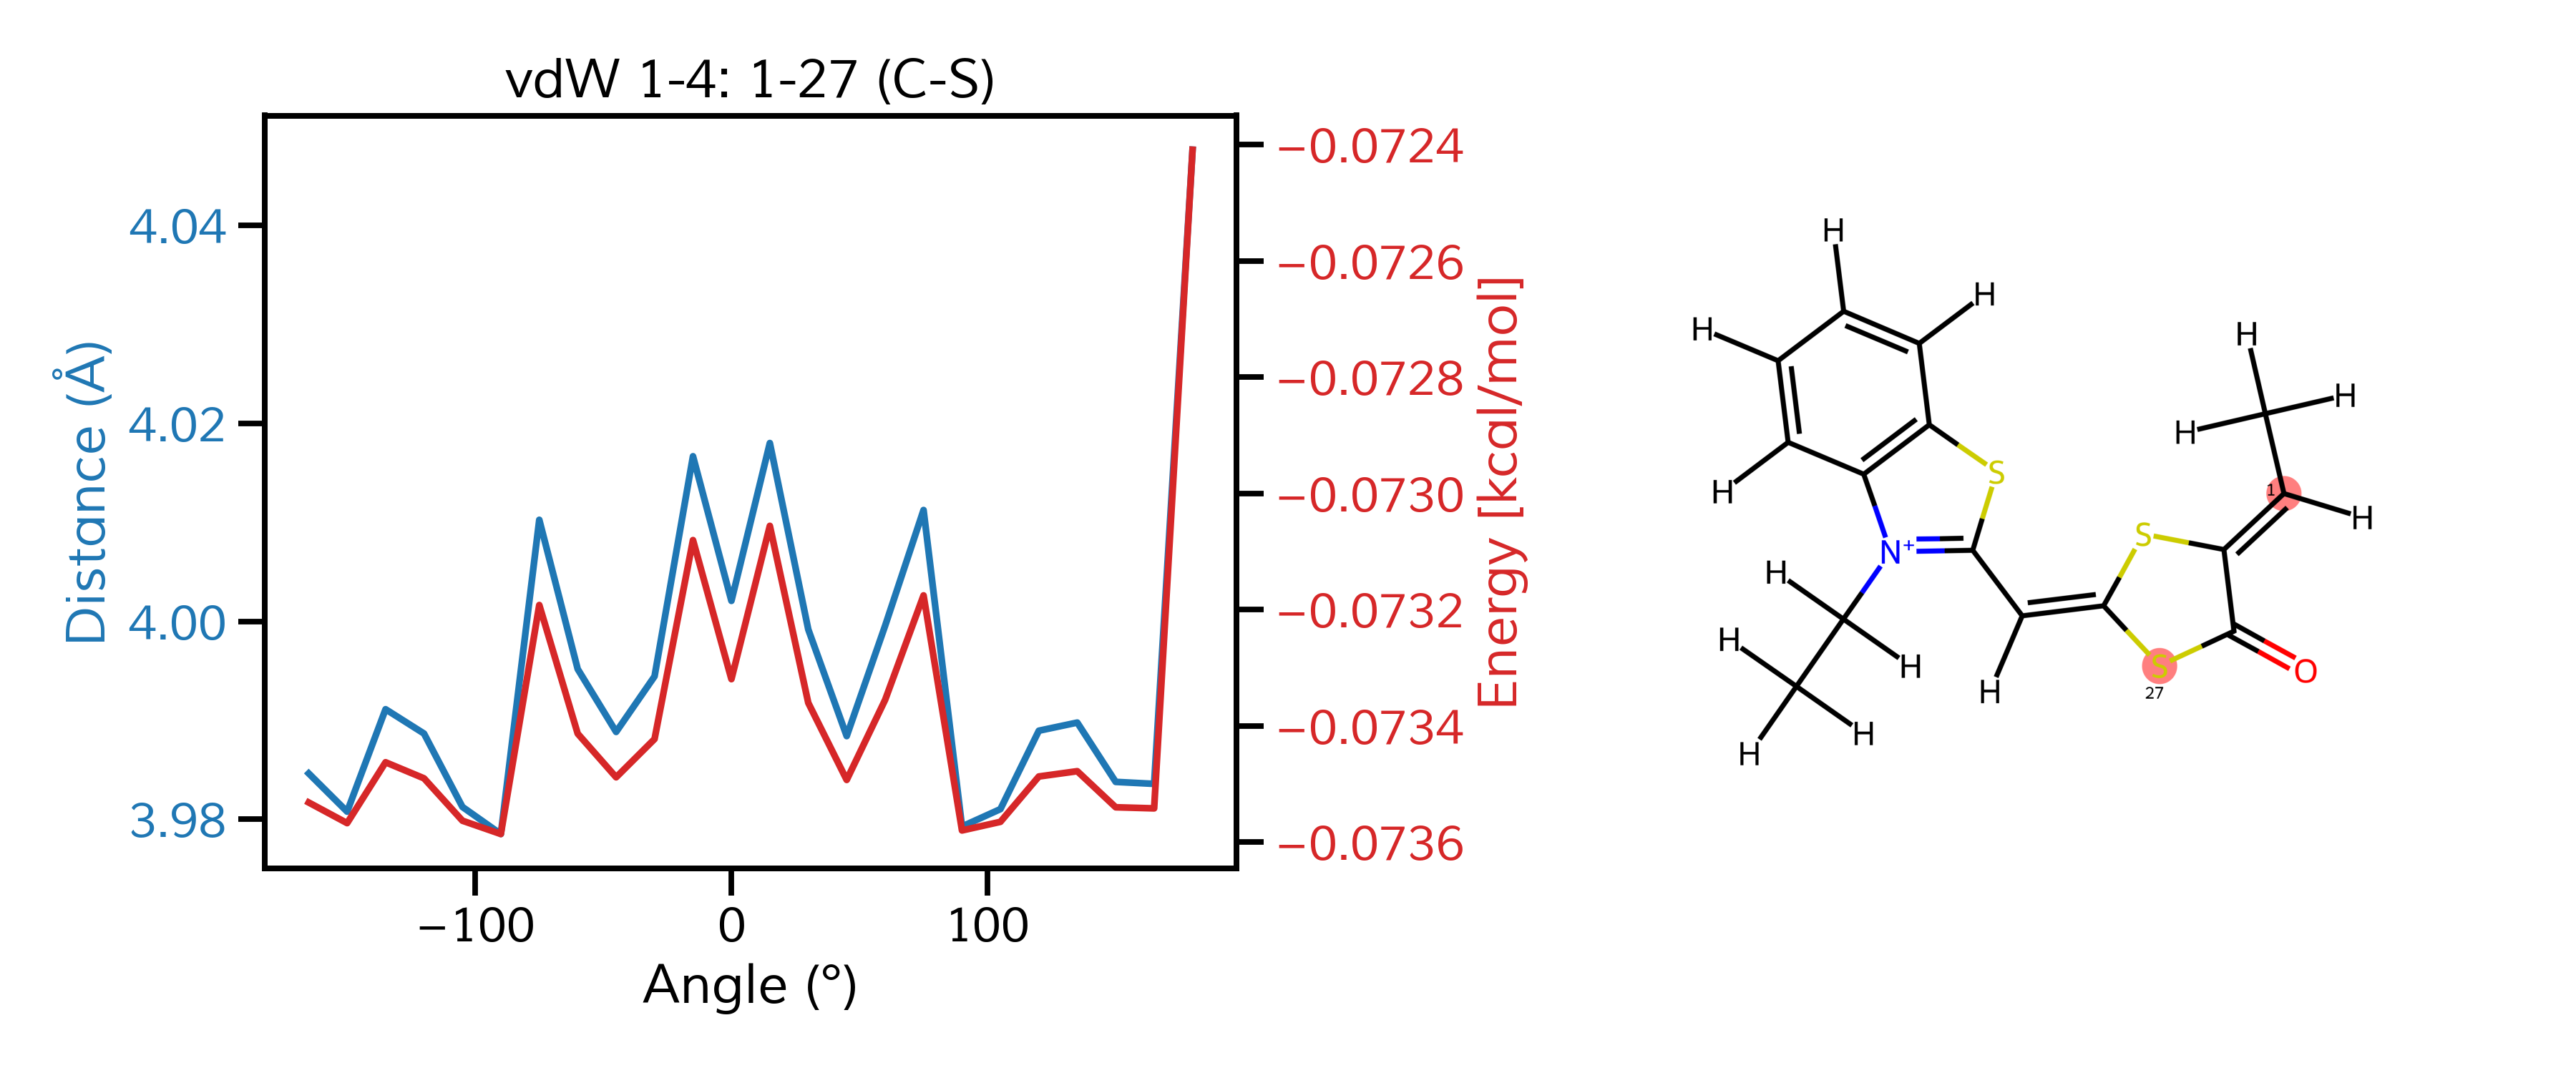 vdW 1-4: 1-27 (C-S)
Distance (Å)
4.04
4.02
4.00
3.98
−0.0724
−0.0726
−0.0728
−0.0730
−0.0732
−0.0734
−0.0736
Energy [kcal/mol]
−100
0
100
Angle (°)
H
H
H
H
H
H
S
1
H
H
S
N+
H
H
H
S
27
O
H
H
H
H